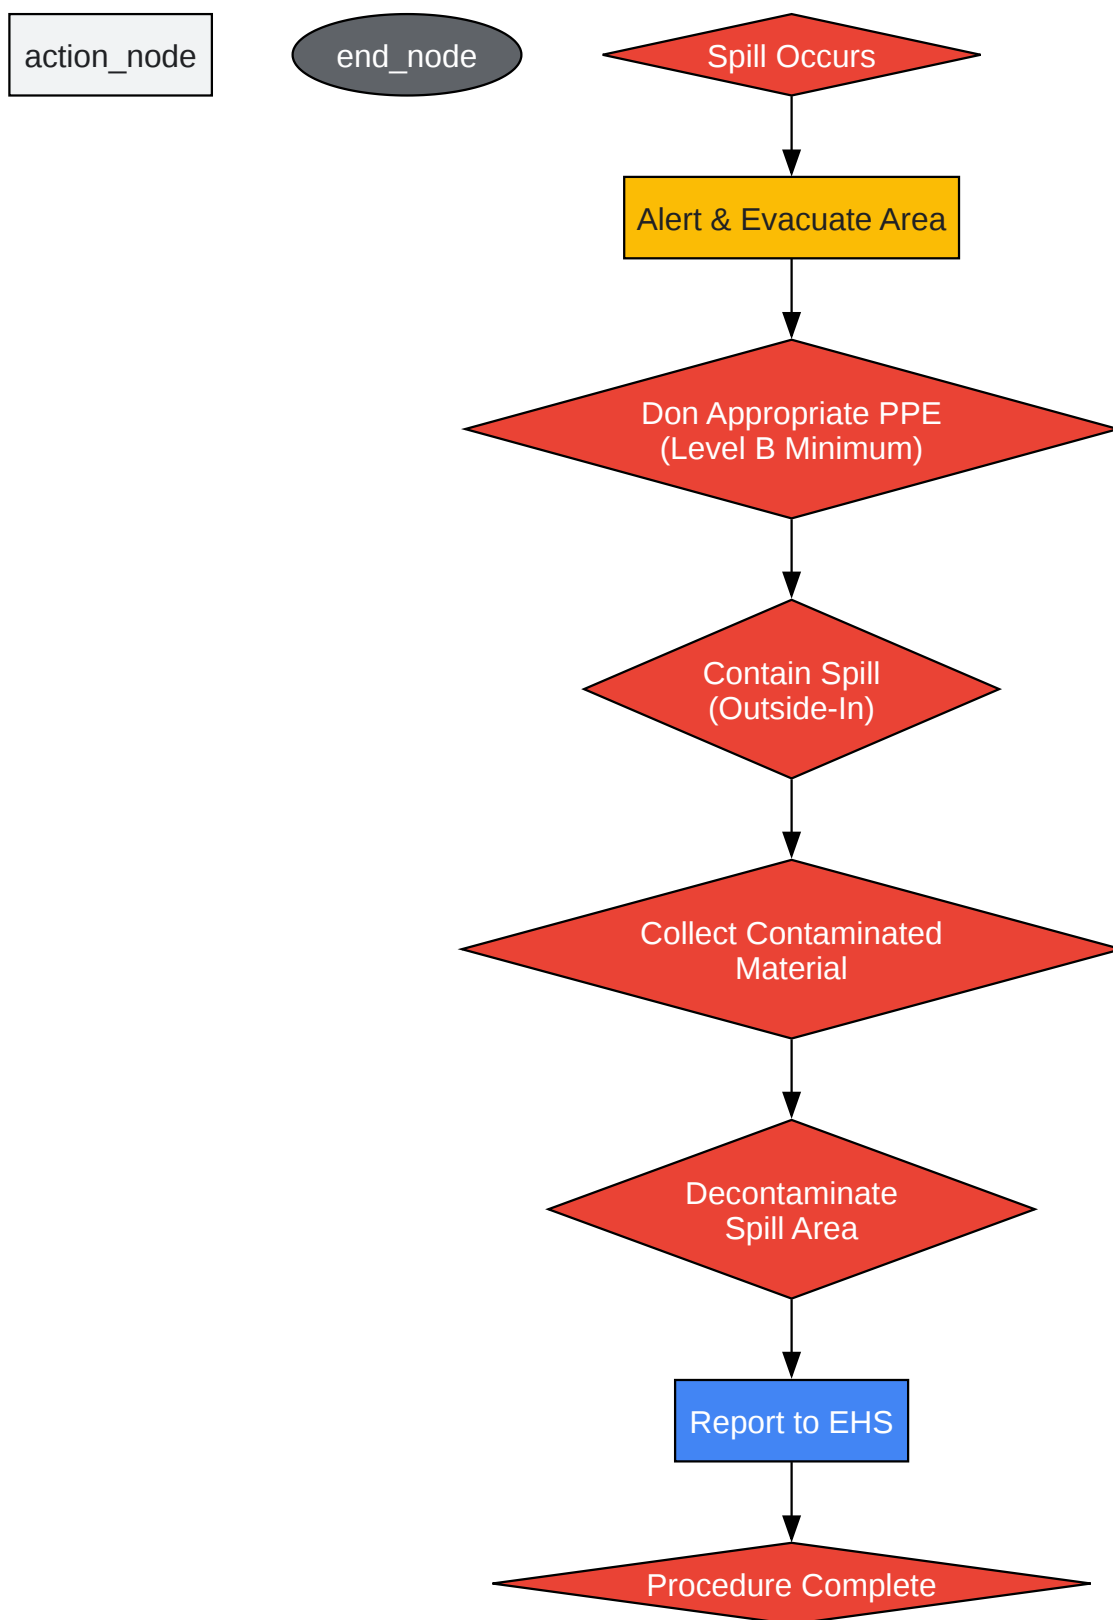 action_node
end_node
Spill Occurs
Alert & Evacuate Area
Don Appropriate PPE
(Level B Minimum)
Contain Spill
(Outside-In)
Collect Contaminated
Material
Decontaminate
Spill Area
Report to EHS
Procedure Complete